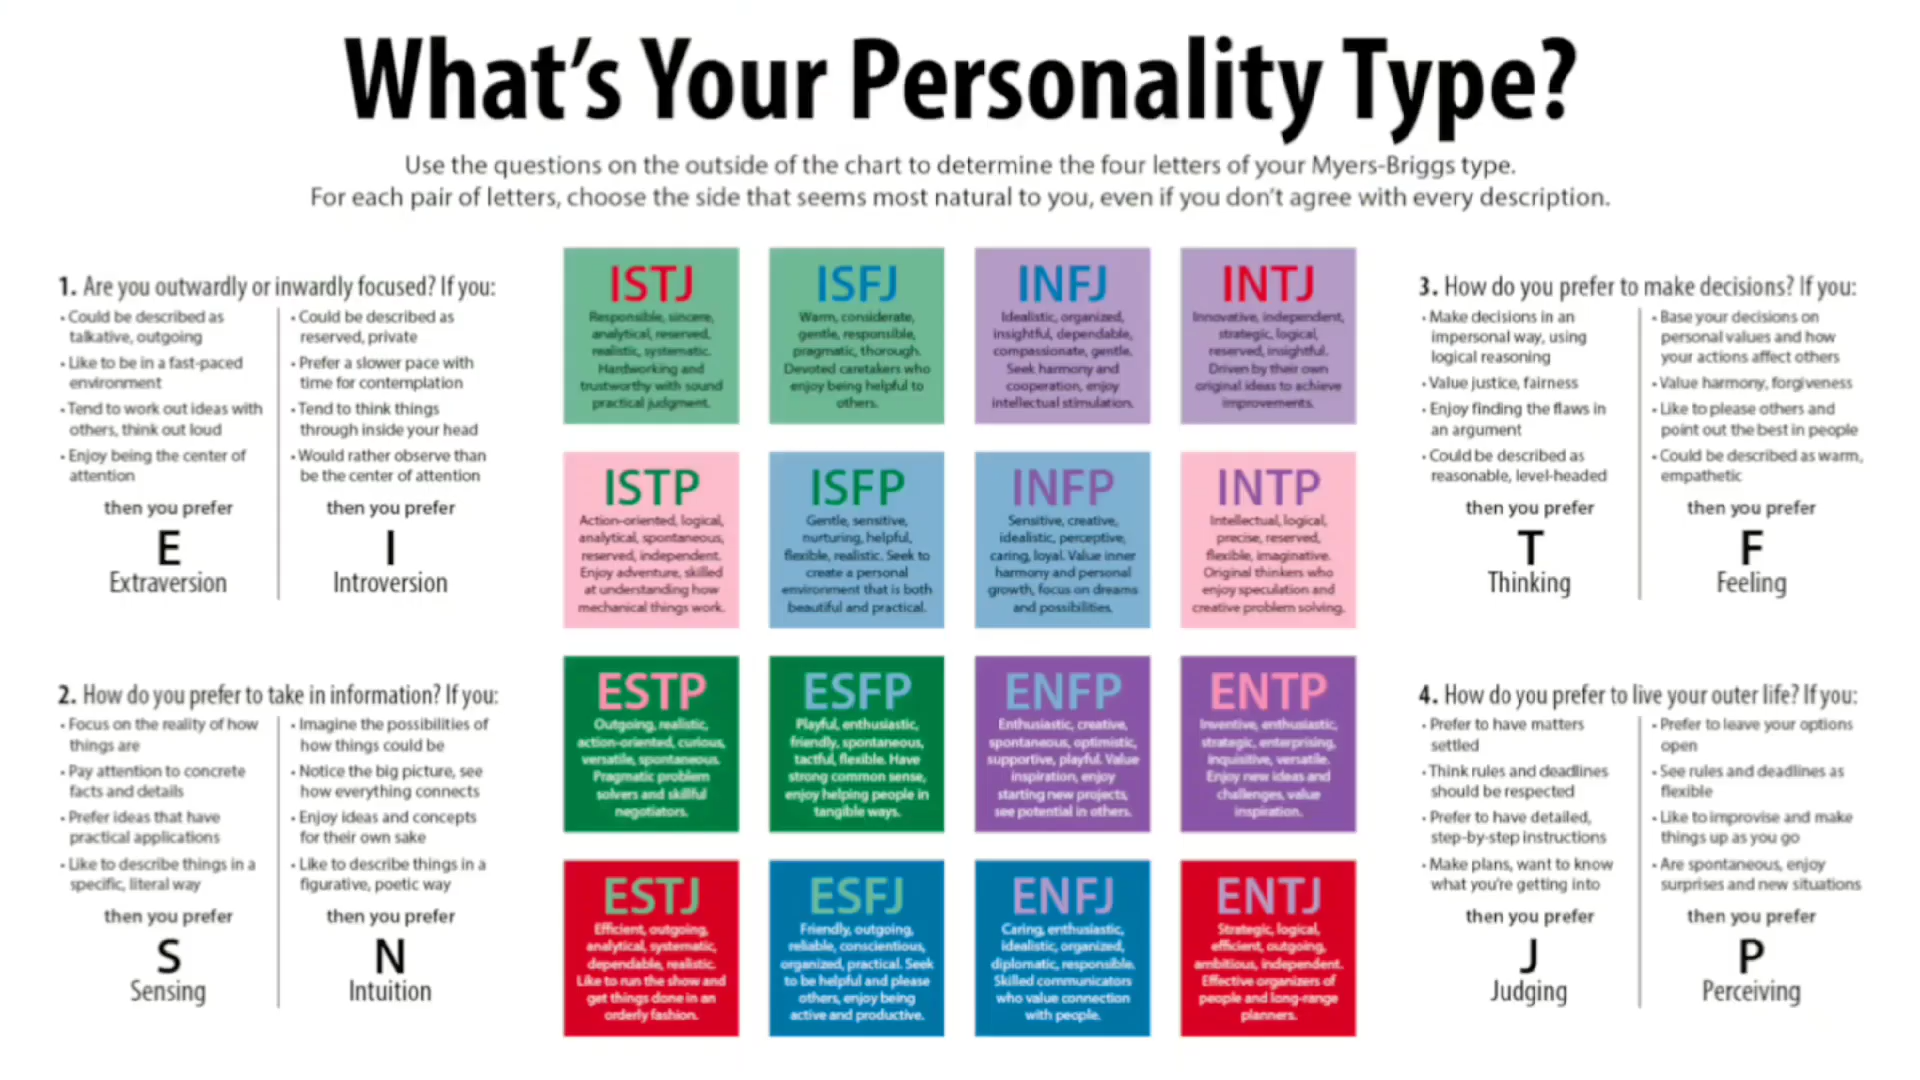 What's Your Personality Type?
Use the questions on the outside of the chart to determine the four letters of your Myers-Briggs type.
For each pair of letters, choose the side that seems most natural to you, even if you don't agree with every description.
1. Are you outwardly or inwardly focused? If you:
• Could be described as
talkative, outgoing
• Like to be in a fast-paced
environment
• Tend to work out ideas with
others, think out loud
• Enjoy being the center of
attention
then you prefer
E
Extraversion
• Could be described as
reserved, private
• Prefer a slower pace with
time for contemplation
• Tend to think things
through inside your head
• Would rather observe than
be the center of attention
then you prefer
I
Introversion
2. How do you prefer to take in information? If you:
• Focus on the reality of how
things are
• Pay attention to concrete
facts and details
• Prefer ideas that have
practical applications
• Like to describe things in a
specific, literal way
then you prefer
S
Sensing
• Imagine the possibilities of
how things could be
• Notice the big picture, see
how everything connects
• Enjoy ideas and concepts
for their own sake
• Like to describe things in a
figurative, poetic way
then you prefer
N
Intuition
ISTJ
Responsible, sincere,
analytical, reserved,
realistic, systematic.
Hardworking and
trustworthy with sound
practical judgment.
ISFJ
Warm, considerate,
gentle, responsible,
pragmatic, thorough.
Devoted caretakers who
enjoy being helpful to
others.
INFJ
Idealistic, organized,
insightful, dependable,
compassionate, gentle.
Seek harmony and
cooperation, enjoy
intellectual stimulation.
INTJ
Innovative, independent,
strategic, logical,
reserved, insightful.
Driven by their own
original ideas to achieve
improvements.
ISTP
Action-oriented, logical,
analytical, spontaneous,
reserved, independent.
Enjoy adventure, skilled
at understanding how
mechanical things work.
ISFP
Gentle, sensitive,
nurturing, helpful,
flexible, realistic. Seek to
create a personal
environment that is both
beautiful and practical.
INFP
Sensitive, creative,
idealistic, perceptive,
caring, loyal. Value inner
harmony and personal
growth, focus on dreams
and possibilities.
INTP
Intellectual, logical,
precise, reserved,
flexible, imaginative.
Original thinkers who
enjoy speculation and
creative problem solving.
ESTP
Outgoing, realistic,
action-oriented, curious,
versatile, spontaneous.
Pragmatic problem
solvers and skillful
negotiators.
ESFP
Playful, enthusiastic,
friendly, spontaneous,
tactful, flexible. Have
strong common sense,
enjoy helping people in
tangible ways.
ENFP
Enthusiastic, creative,
spontaneous, optimistic,
supportive, playful. Value
inspiration, enjoy
starting new projects,
see potential in others.
ENTP
Inventive, enthusiastic,
strategic, enterprising,
inquisitive, versatile.
Enjoy new ideas and
challenges, value
inspiration.
ESTJ
Efficient, outgoing,
analytical, systematic,
dependable, realistic.
Like to run the show and
get things done in an
orderly fashion.
ESFJ
Friendly, outgoing,
reliable, conscientious,
organized, practical. Seek
to be helpful and please
others, enjoy being
active and productive.
ENFJ
Caring, enthusiastic,
idealistic, organized,
diplomatic, responsible.
Skilled communicators
who value connection
with people.
ENTJ
Strategic, logical,
efficient, outgoing,
ambitious, independent.
Effective organizers of
people and long-range
planners.
3. How do you prefer to make decisions? If you:
• Make decisions in an
impersonal way, using
logical reasoning
• Value justice, fairness
• Enjoy finding the flaws in
an argument
• Could be described as
reasonable, level-headed
then you prefer
T
Thinking
• Base your decisions on
personal values and how
your actions affect others
• Value harmony, forgiveness
• Like to please others and
point out the best in people
• Could be described as warm,
empathetic
then you prefer
F
Feeling
4. How do you prefer to live your outer life? If you:
• Prefer to have matters
settled
• Think rules and deadlines
should be respected
• Prefer to have detailed,
step-by-step instructions
• Make plans, want to know
what you're getting into
then you prefer
J
Judging
• Prefer to leave your options
open
• See rules and deadlines as
flexible
• Like to improvise and make
things up as you go
• Are spontaneous, enjoy
surprises and new situations
then you prefer
P
Perceiving